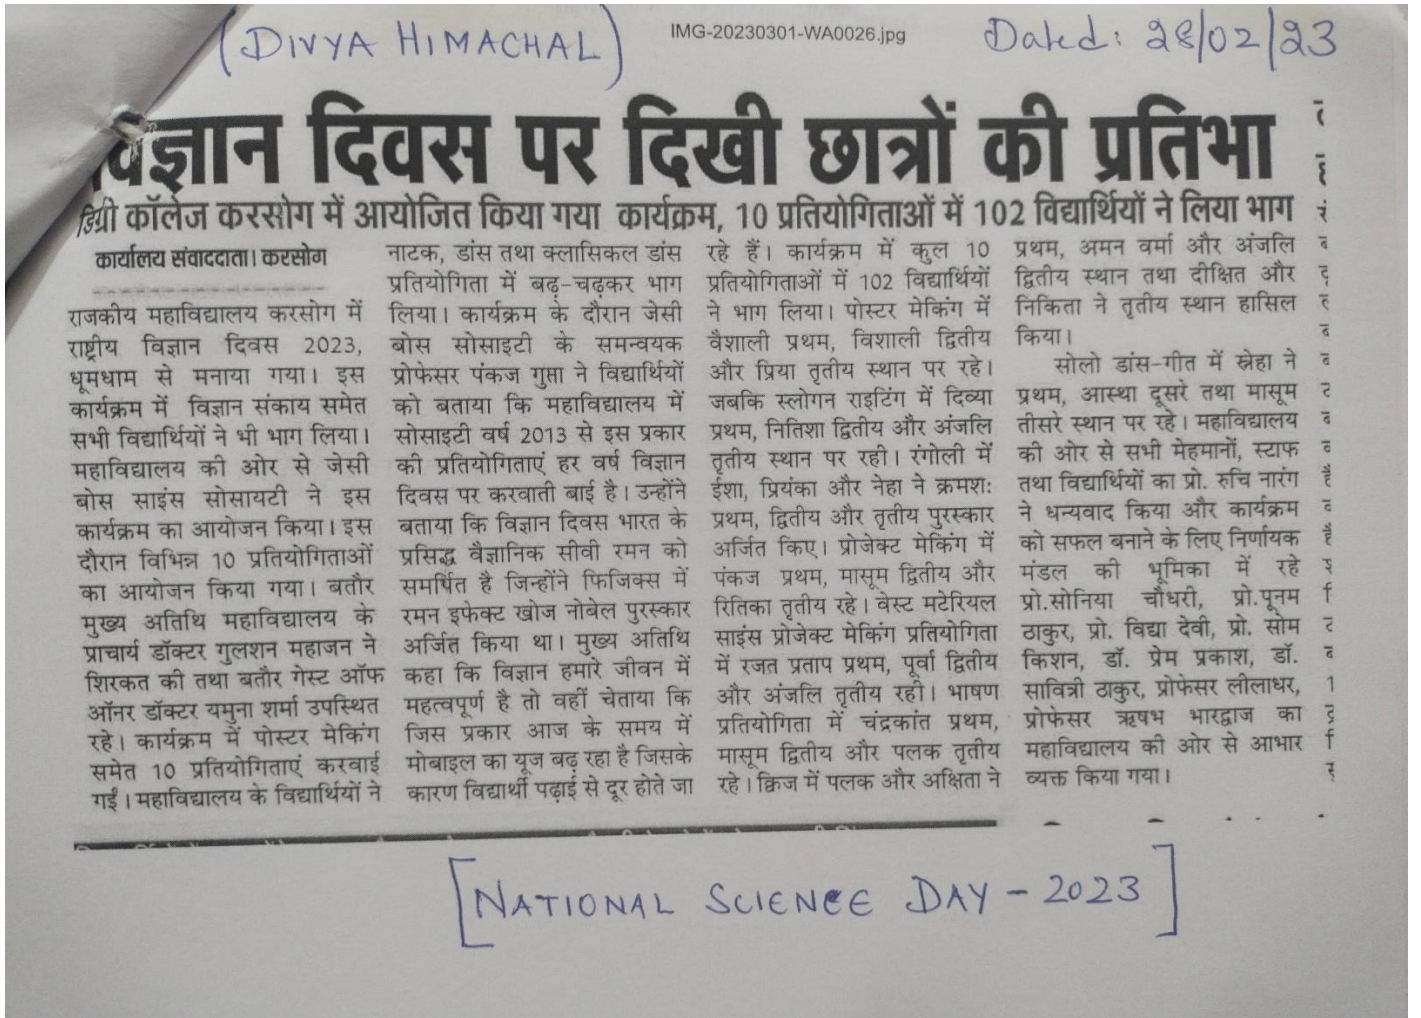 (DIVYA HIMACHAL)
IMG-20230301-WA0026.jpg
Dated: 28/02/23
विज्ञान दिवस पर दिखी छात्रों की प्रतिभा
डिग्री कॉलेज करसोग में आयोजित किया गया कार्यक्रम, 10 प्रतियोगिताओं में 102 विद्यार्थियों ने लिया भाग
कार्यालय संवाददाता। करसोग
राजकीय महाविद्यालय करसोग में
राष्ट्रीय विज्ञान दिवस 2023,
धूमधाम से मनाया गया। इस
कार्यक्रम में विज्ञान संकाय समेत
सभी विद्यार्थियों ने भी भाग लिया।
महाविद्यालय की ओर से जेसी
बोस साइंस सोसायटी ने इस
कार्यक्रम का आयोजन किया। इस
दौरान विभिन्न 10 प्रतियोगिताओं
का आयोजन किया गया। बतौर
मुख्य अतिथि महाविद्यालय के
प्राचार्य डॉक्टर गुलशन महाजन ने
शिरकत की तथा बतौर गेस्ट ऑफ
ऑनर डॉक्टर यमुना शर्मा उपस्थित
रहे। कार्यक्रम में पोस्टर मेकिंग
समेत 10 प्रतियोगिताएं करवाई
गईं। महाविद्यालय के विद्यार्थियों ने
नाटक, डांस तथा क्लासिकल डांस
प्रतियोगिता में बढ़-चढ़कर भाग
लिया। कार्यक्रम के दौरान जेसी
बोस सोसाइटी के समन्वयक
प्रोफेसर पंकज गुप्ता ने विद्यार्थियों
को बताया कि महाविद्यालय में
सोसाइटी वर्ष 2013 से इस प्रकार
की प्रतियोगिताएं हर वर्ष विज्ञान
दिवस पर करवाती बाई है। उन्होंने
बताया कि विज्ञान दिवस भारत के
प्रसिद्ध वैज्ञानिक सीवी रमन को
समर्षित है जिन्होंने फिजिक्स में
रमन इफेक्ट खोज नोबेल पुरस्कार
अर्जित किया था। मुख्य अतिथि
कहा कि विज्ञान हमारे जीवन में
महत्वपूर्ण है तो वहीं चेताया कि
जिस प्रकार आज के समय में
मोबाइल का यूज बढ़ रहा है जिसके
कारण विद्यार्थी पढ़ाई से दूर होते जा
रहे हैं। कार्यक्रम में कुल 10
प्रतियोगिताओं में 102 विद्यार्थियों
ने भाग लिया। पोस्टर मेकिंग में
वैशाली प्रथम, विशाली द्वितीय
और प्रिया तृतीय स्थान पर रहे।
जबकि स्लोगन राइटिंग में दिव्या
प्रथम, नितिशा द्वितीय और अंजलि
तृतीय स्थान पर रही। रंगोली में
ईशा, प्रियंका और नेहा ने क्रमशः
प्रथम, द्वितीय और तृतीय पुरस्कार
अर्जित किए। प्रोजेक्ट मेकिंग में
पंकज प्रथम, मासूम द्वितीय और
रितिका तृतीय रहे। वेस्ट मटेरियल
साइंस प्रोजेक्ट मेकिंग प्रतियोगिता
में रजत प्रताप प्रथम, पूर्वा द्वितीय
और अंजलि तृतीय रही। भाषण
प्रतियोगिता में चंद्रकांत प्रथम,
मासूम द्वितीय और पलक तृतीय
रहे। क्विज में पलक और अक्षिता ने
प्रथम, अमन वर्मा और अंजलि
द्वितीय स्थान तथा दीक्षित और
निकिता ने तृतीय स्थान हासिल
किया।
सोलो डांस-गीत में स्नेहा ने
प्रथम, आस्था दूसरे तथा मासूम
तीसरे स्थान पर रहे। महाविद्यालय
की ओर से सभी मेहमानों, स्टाफ
तथा विद्यार्थियों का प्रो. रुचि नारंग
ने धन्यवाद किया और कार्यक्रम
को सफल बनाने के लिए निर्णायक
मंडल की भूमिका में रहे
प्रो.सोनिया चौधरी, प्रो.पूनम
ठाकुर, प्रो. विद्या देवी, प्रो. सोम
किशन, डॉ. प्रेम प्रकाश, डॉ.
सावित्री ठाकुर, प्रोफेसर लीलाधर,
प्रोफेसर ऋषभ भारद्वाज का
महाविद्यालय की ओर से आभार
व्यक्त किया गया।
[NATIONAL SCIENCE DAY - 2023]